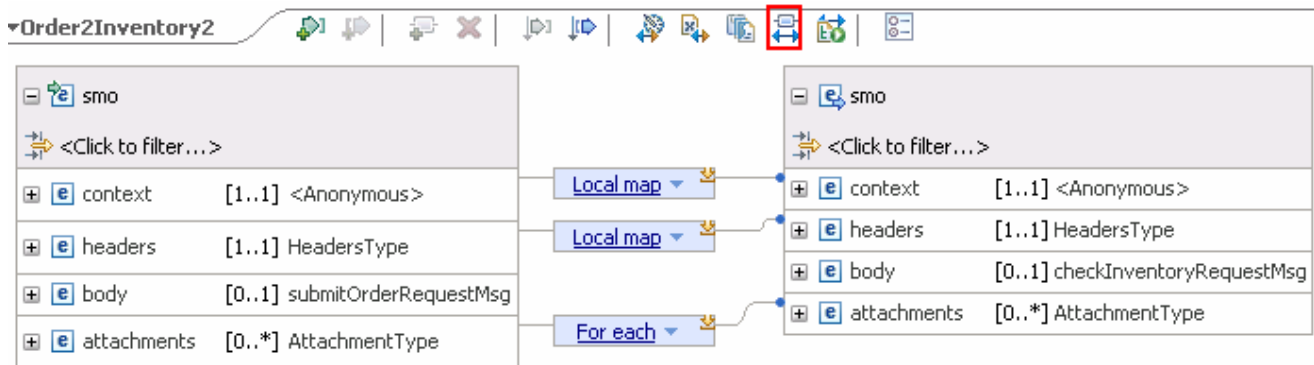 Order2Inventory2
smo
<Click to filter...>
context [1..1] <Anonymous>
headers [1..1] HeadersType
body [0..1] submitOrderRequestMsg
attachments [0..*] AttachmentType
Local map
Local map
For each
smo
<Click to filter...>
context [1..1] <Anonymous>
headers [1..1] HeadersType
body [0..1] checkInventoryRequestMsg
attachments [0..*] AttachmentType